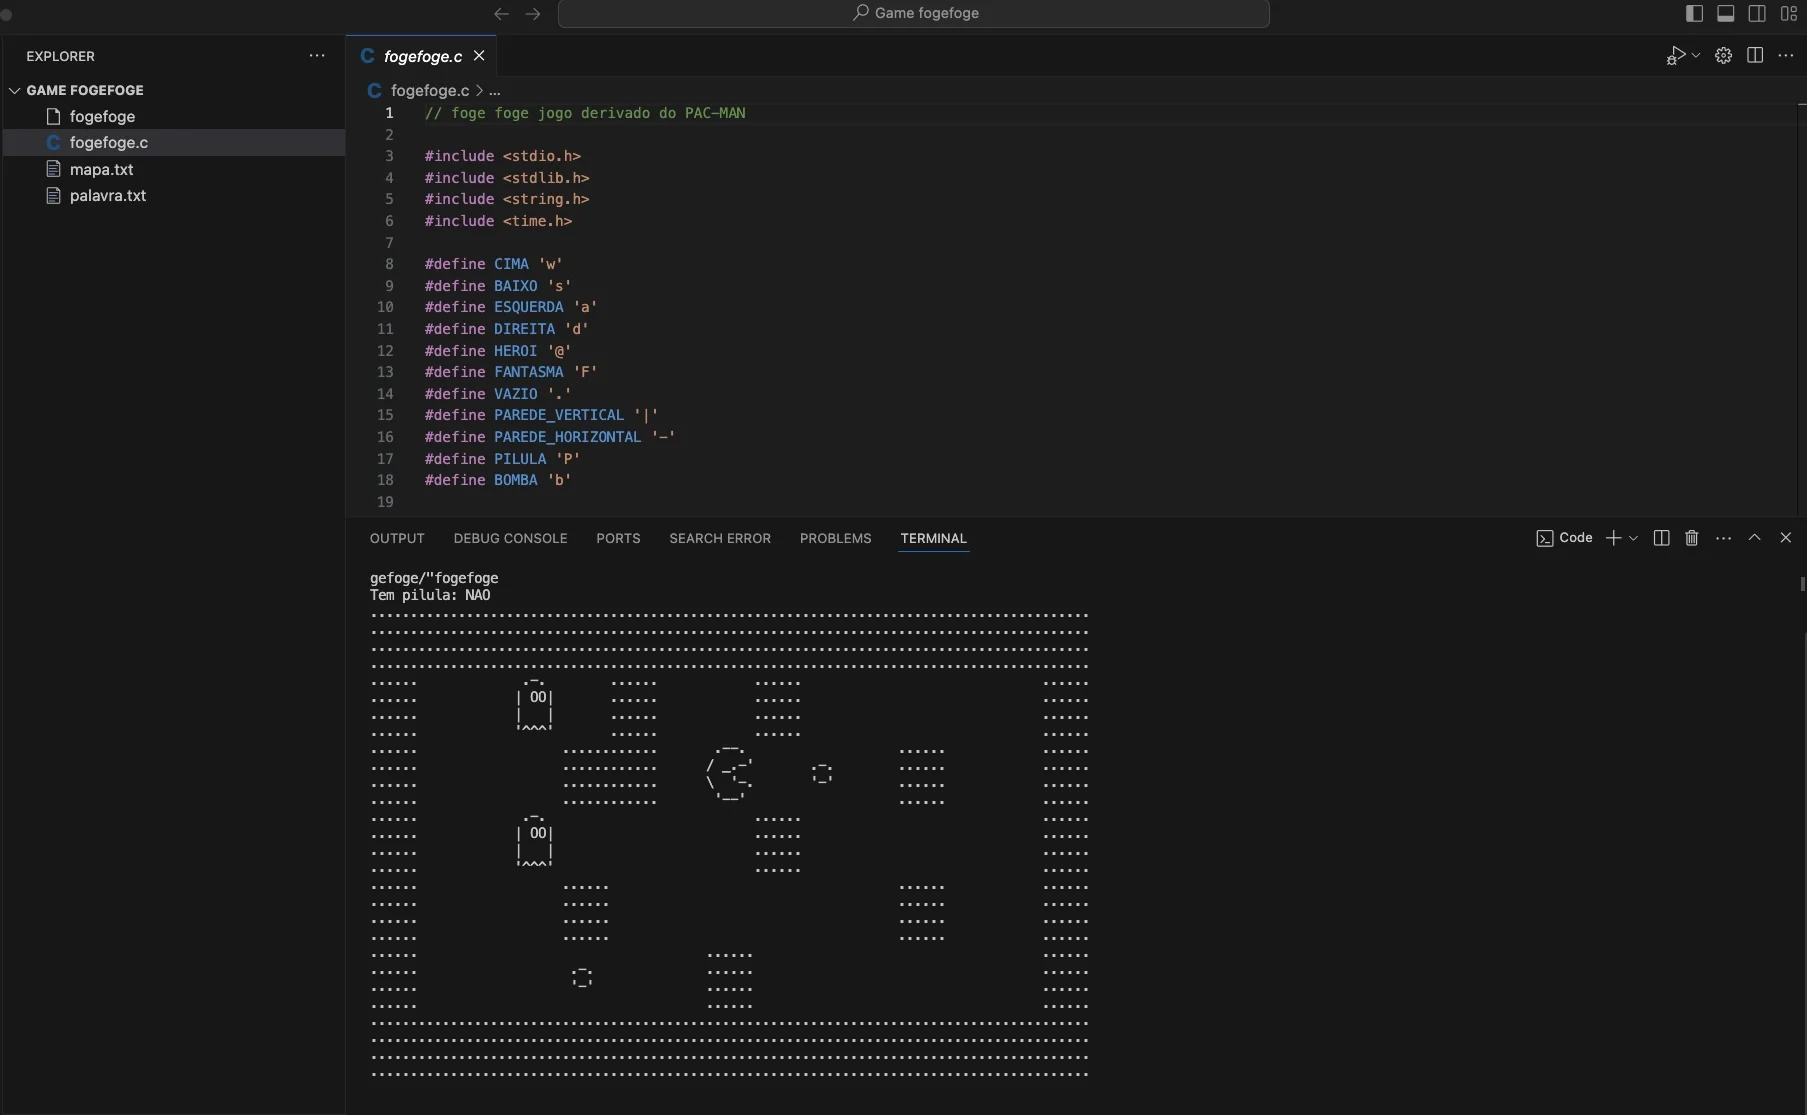 Game fogefoge
EXPLORER
GAME FOGEFOGE
fogefoge
C fogefoge.c
mapa.txt
palavra.txt
C fogefoge.c
C fogefoge.c > ...
1 // foge foge jogo derivado do PAC-MAN
2
3 #include <stdio.h>
4 #include <stdlib.h>
5 #include <string.h>
6 #include <time.h>
7
8 #define CIMA 'w'
9 #define BAIXO 's'
10 #define ESQUERDA 'a'
11 #define DIREITA 'd'
12 #define HEROI '@'
13 #define FANTASMA 'F'
14 #define VAZIO '.'
15 #define PAREDE_VERTICAL '|'
16 #define PAREDE_HORIZONTAL '-'
17 #define PILULA 'P'
18 #define BOMBA 'b'
19
OUTPUT DEBUG CONSOLE PORTS SEARCH ERROR PROBLEMS TERMINAL Code
gefoge/"fogefoge
Tem pilula: NAO